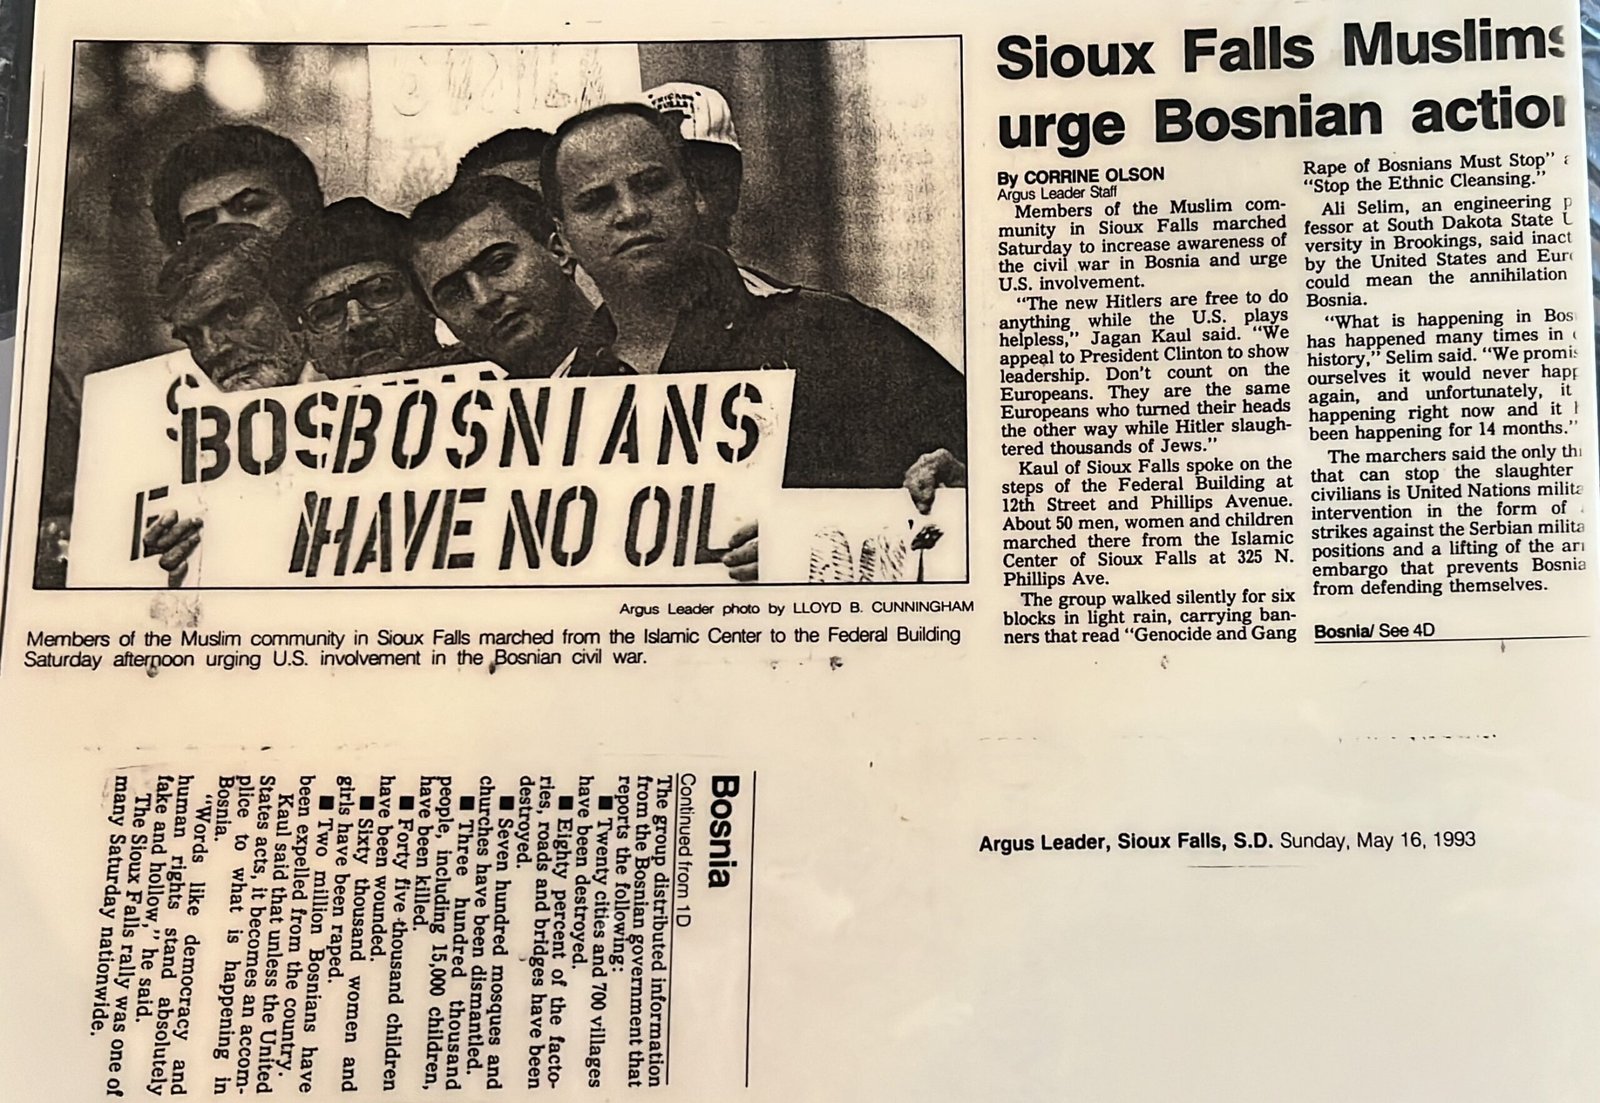 CHICAGO
BULLS
BOSBOSNIANS
HAVE NO OIL
Argus Leader photo by LLOYD B. CUNNINGHAM
Members of the Muslim community in Sioux Falls marched from the Islamic Center to the Federal Building
Saturday afternoon urging U.S. involvement in the Bosnian civil war.
Sioux Falls Muslims
urge Bosnian action
By CORRINE OLSON
Argus Leader Staff
Members of the Muslim com-
munity in Sioux Falls marched
Saturday to increase awareness of
the civil war in Bosnia and urge
U.S. involvement.
"The new Hitlers are free to do
anything while the U.S. plays
helpless," Jagan Kaul said. "We
appeal to President Clinton to show
leadership. Don't count on the
Europeans. They are the same
Europeans who turned their heads
the other way while Hitler slaugh-
tered thousands of Jews."
Kaul of Sioux Falls spoke on the
steps of the Federal Building at
12th Street and Phillips Avenue.
About 50 men, women and children
marched there from the Islamic
Center of Sioux Falls at 325 N.
Phillips Ave.
The group walked silently for six
blocks in light rain, carrying ban-
ners that read "Genocide and Gang
Rape of Bosnians Must Stop"
"Stop the Ethnic Cleansing."
Ali Selim, an engineering p
fessor at South Dakota State U
versity in Brookings, said inact
by the United States and Euro
could mean the annihilation
Bosnia.
"What is happening in Bos
has happened many times in
history," Selim said. "We promis
ourselves it would never happ
again, and unfortunately, it
happening right now and it h
been happening for 14 months."
The marchers said the only thi
that can stop the slaughter
civilians is United Nations milita
intervention in the form of
strikes against the Serbian milita
positions and a lifting of the arr
embargo that prevents Bosnia
from defending themselves.
Bosnia/ See 4D
Argus Leader, Sioux Falls, S.D. Sunday, May 16, 1993
Bosnia
Continued from 1D
The group distributed information
from the Bosnian government that
reports the following:
■ Twenty cities and 700 villages
have been destroyed.
■ Eighty percent of the facto-
ries, roads and bridges have been
destroyed.
■ Seven hundred mosques and
churches have been dismantled.
■ Three hundred thousand
people, including 15,000 children,
have been killed.
■ Forty five thousand children
have been wounded.
■ Sixty thousand women and
girls have been raped.
■ Two million Bosnians have
been expelled from the country.
Kaul said that unless the United
States acts, it becomes an accom-
plice to what is happening in
Bosnia.
"Words like democracy and
human rights stand absolutely
fake and hollow," he said.
The Sioux Falls rally was one of
many Saturday nationwide.